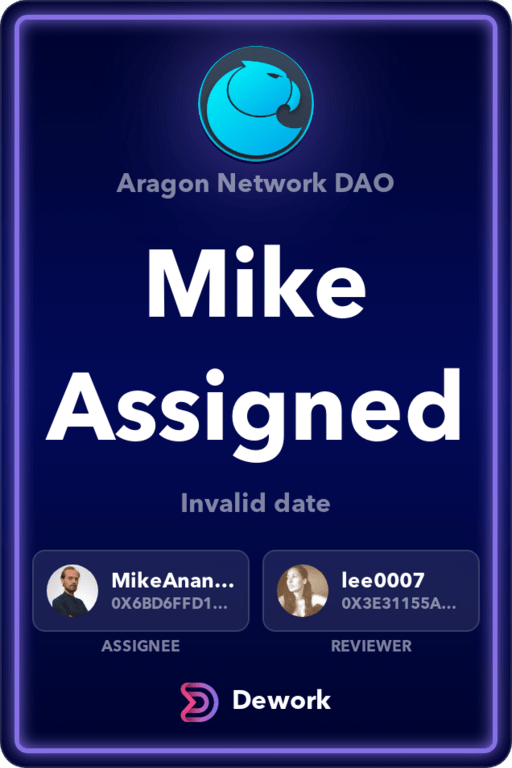 Aragon Network DAO
Mike
Assigned
Invalid date
MikeAnan...
0X6BD6FFD1...
lee0007
0X3E31155A...
ASSIGNEE
REVIEWER
Dework